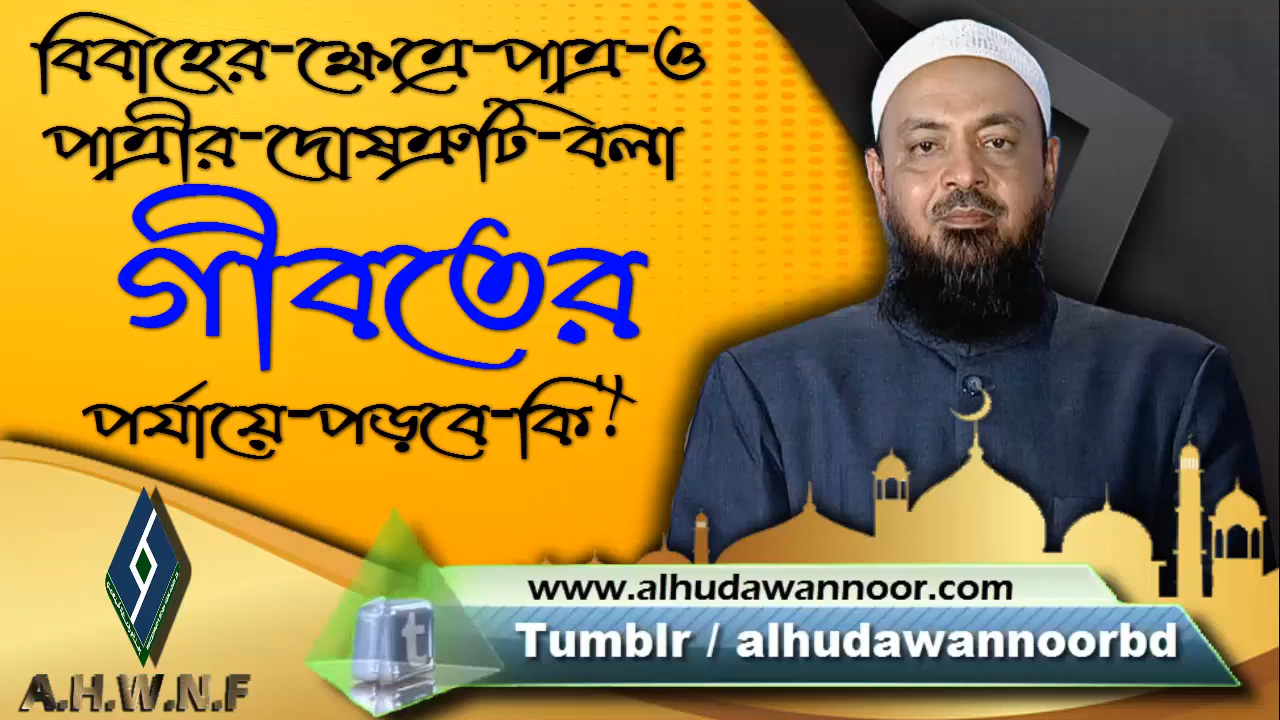 বিবাহের-ক্ষেত্রে-পাত্র-ও
পাত্রীর-দোষত্রুটি-বলা
গীবতের
পর্যায়ে-পড়বে-কি?
www.alhudawannoor.com
t
Tumblr / alhudawannoorbd
A.H.W.N.F